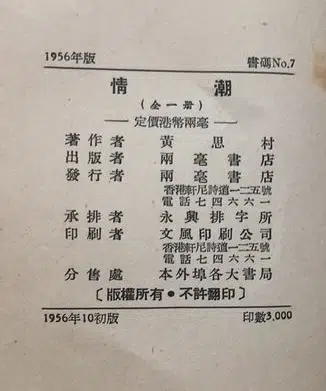 1956年版 書碼No.7
情潮
(全一册)
定價港幣兩毫
著作者 黃思村
出版者 兩毫書店
發行者 兩毫書店
香港軒尼詩道一二五號
電話七四六六一
承排者 永興排字所
印刷者 文風印刷公司
香港軒尼詩道一二五號
電話七四六六一
分售處 本外埠各大書局
〔版權所有·不許翻印〕
1956年10初版 印數3,000